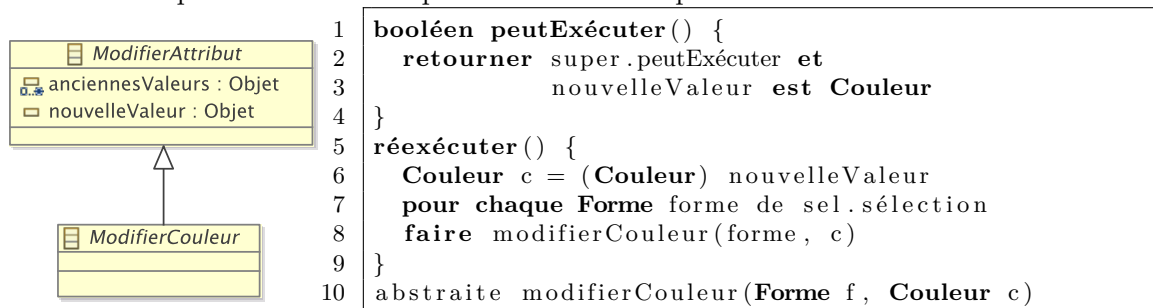 ModifierAttribut
anciennesValeurs : Objet
0..*
nouvelleValeur : Objet
ModifierCouleur
1 booléen peutExécuter() {
2 retourner super.peutExécuter et
3 nouvelleValeur est Couleur
4 }
5 réexécuter() {
6 Couleur c = (Couleur) nouvelleValeur
7 pour chaque Forme forme de sel.sélection
8 faire modifierCouleur(forme, c)
9 }
10 abstraite modifierCouleur(Forme f, Couleur c)